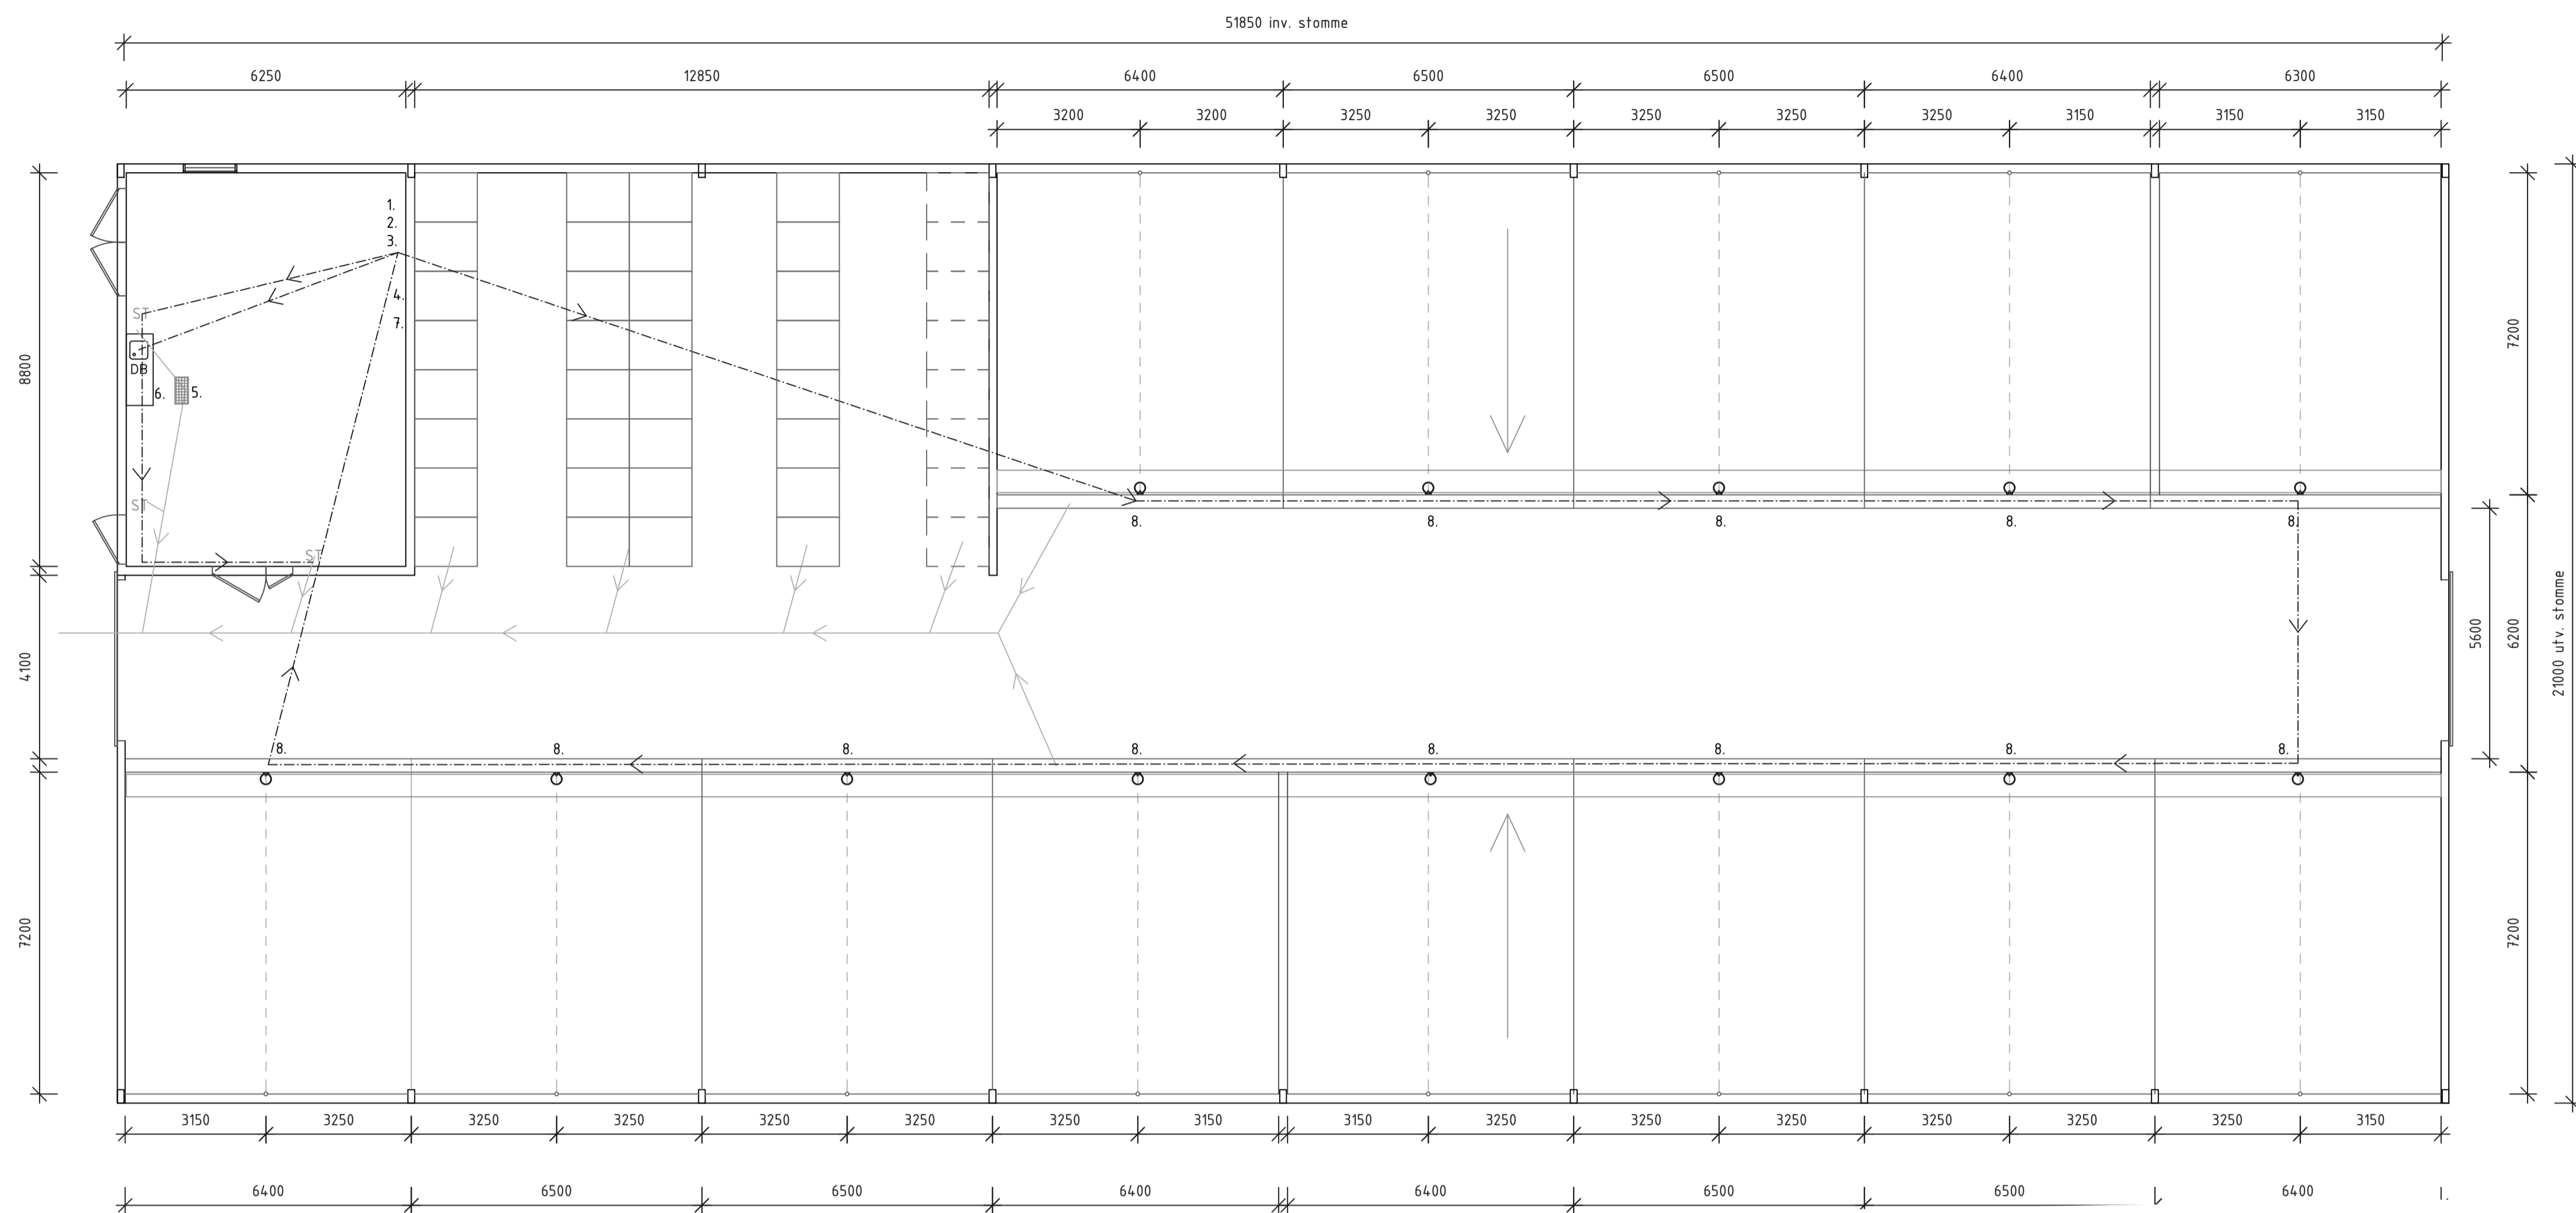 51850 inv. stomme
6250 12850 6400 6500 6500 6400 6300
3200 3200 3250 3250 3250 3250 3250 3150 3150 3150
1.
2.
3.
4.
7.
ST
DB
6. 5.
ST
ST
8800
4100
7200
8. 8. 8. 8. 8.
8. 8. 8. 8. 8. 8. 8. 8.
7200
5600
6200
21000 utv. stomme
7200
3150 3250 3250 3250 3250 3250 3250 3150 3150 3250 3250 3250 3250 3250 3250 3150
6400 6500 6500 6400 6400 6500 6500 6400